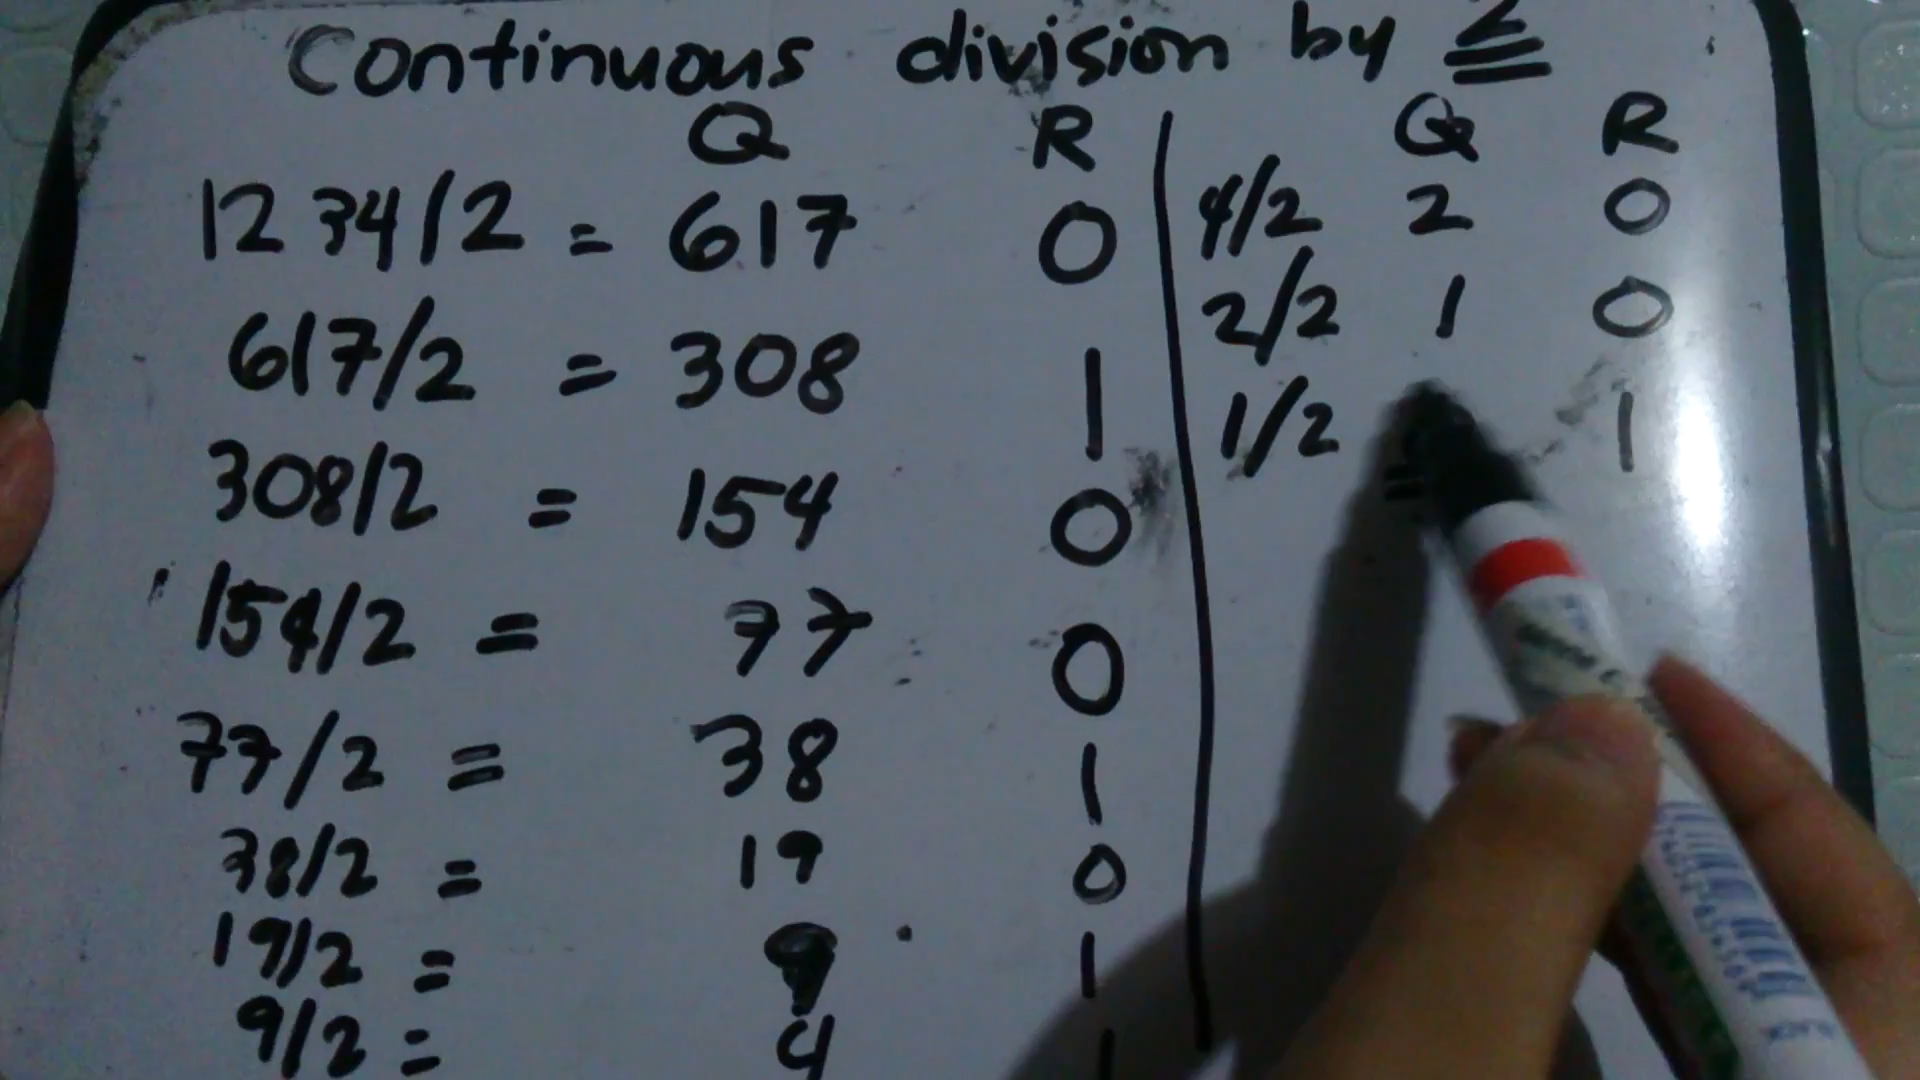 Continuous division by 2
Q R
1234/2 = 617 0
617/2 = 308 1
308/2 = 154 0
154/2 = 77 0
77/2 = 38 1
38/2 = 19 0
19/2 = 9 1
9/2 = 4 1
Q R
4/2 2 0
2/2 1 0
1/2 1